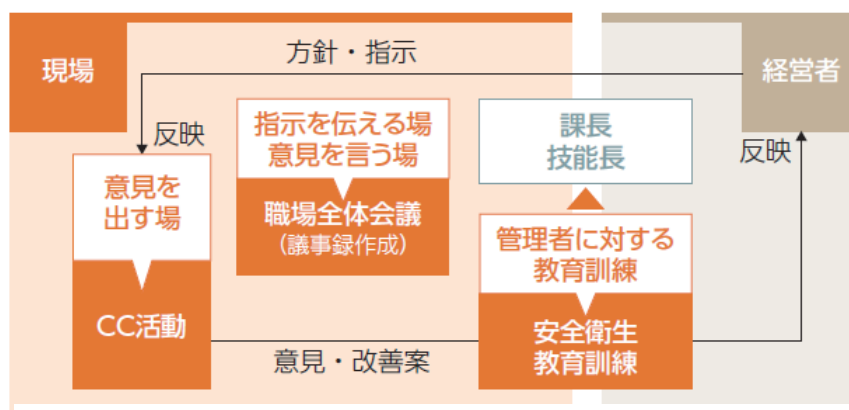 現場
方針・指示
経営者
反映
指示を伝える場
意見を言う場
職場全体会議
（議事録作成）
課長
技能長
反映
意見を
出す場
CC活動
管理者に対する
教育訓練
安全衛生
教育訓練
意見・改善案